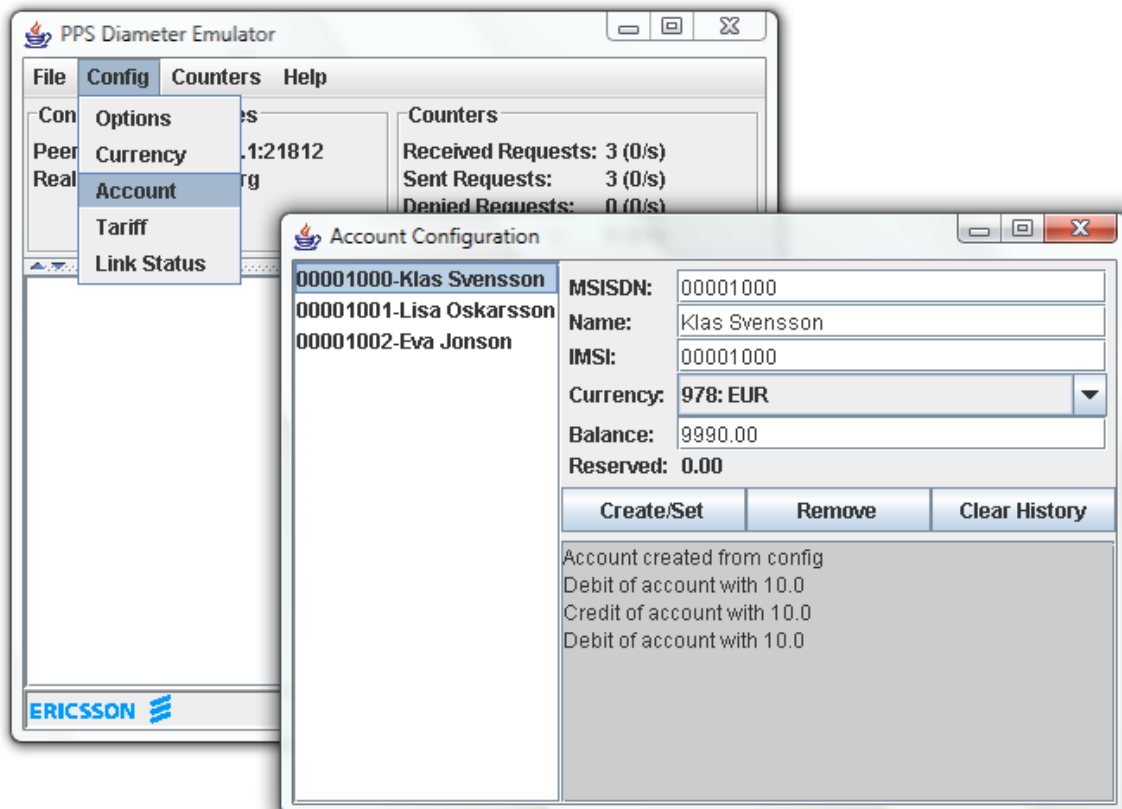 PPS Diameter Emulator
File Config Counters Help
Options
Currency
Account
Tariff
Link Status
.1:21812
Counters
Received Requests: 3 (0/s)
Sent Requests: 3 (0/s)
Denied Requests: 0 (0/s)
ERICSSON
Account Configuration
00001000-Klas Svensson
00001001-Lisa Oskarsson
00001002-Eva Jonson
MSISDN: 00001000
Name: Klas Svensson
IMSI: 00001000
Currency: 978: EUR
Balance: 9990.00
Reserved: 0.00
Create/Set Remove Clear History
Account created from config
Debit of account with 10.0
Credit of account with 10.0
Debit of account with 10.0